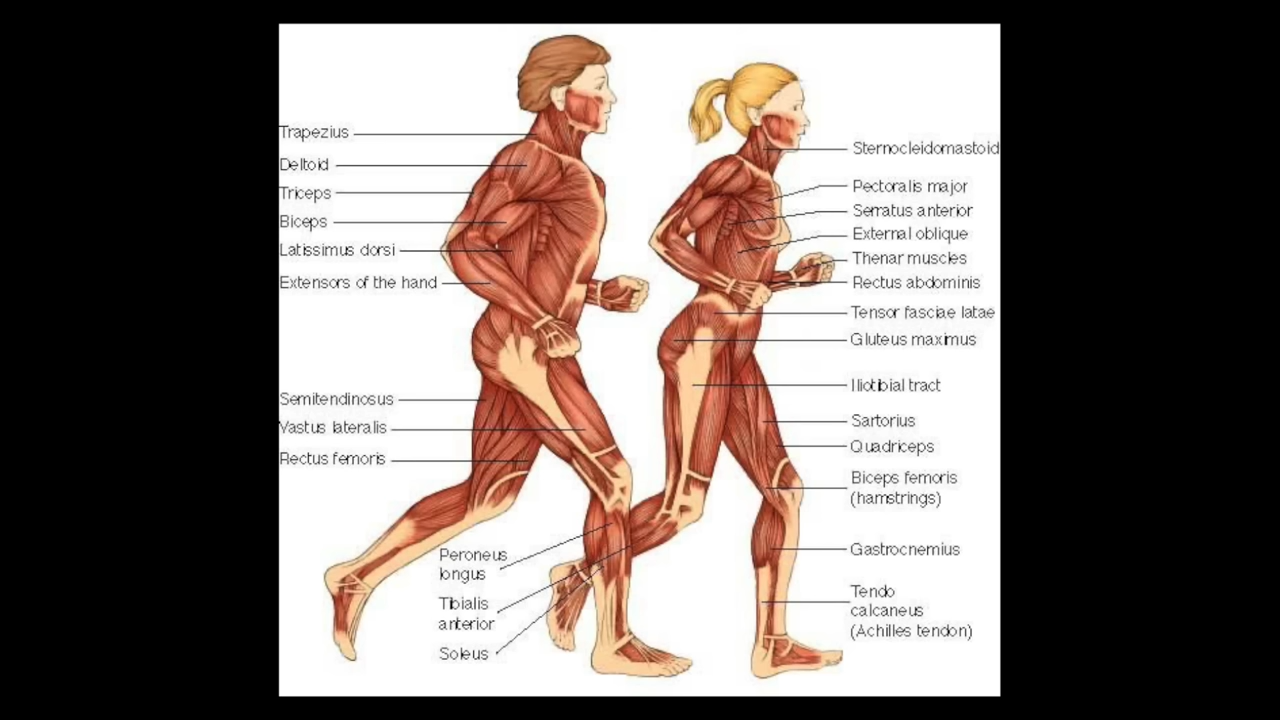 Trapezius
Deltoid
Triceps
Biceps
Latissimus dorsi
Extensors of the hand
Semitendinosus
Vastus lateralis
Rectus femoris
Peroneus
longus
Tibialis
anterior
Soleus
Sternocleidomastoid
Pectoralis major
Serratus anterior
External oblique
Thenar muscles
Rectus abdominis
Tensor fasciae latae
Gluteus maximus
Iliotibial tract
Sartorius
Quadriceps
Biceps femoris
(hamstrings)
Gastrocnemius
Tendo
calcaneus
(Achilles tendon)